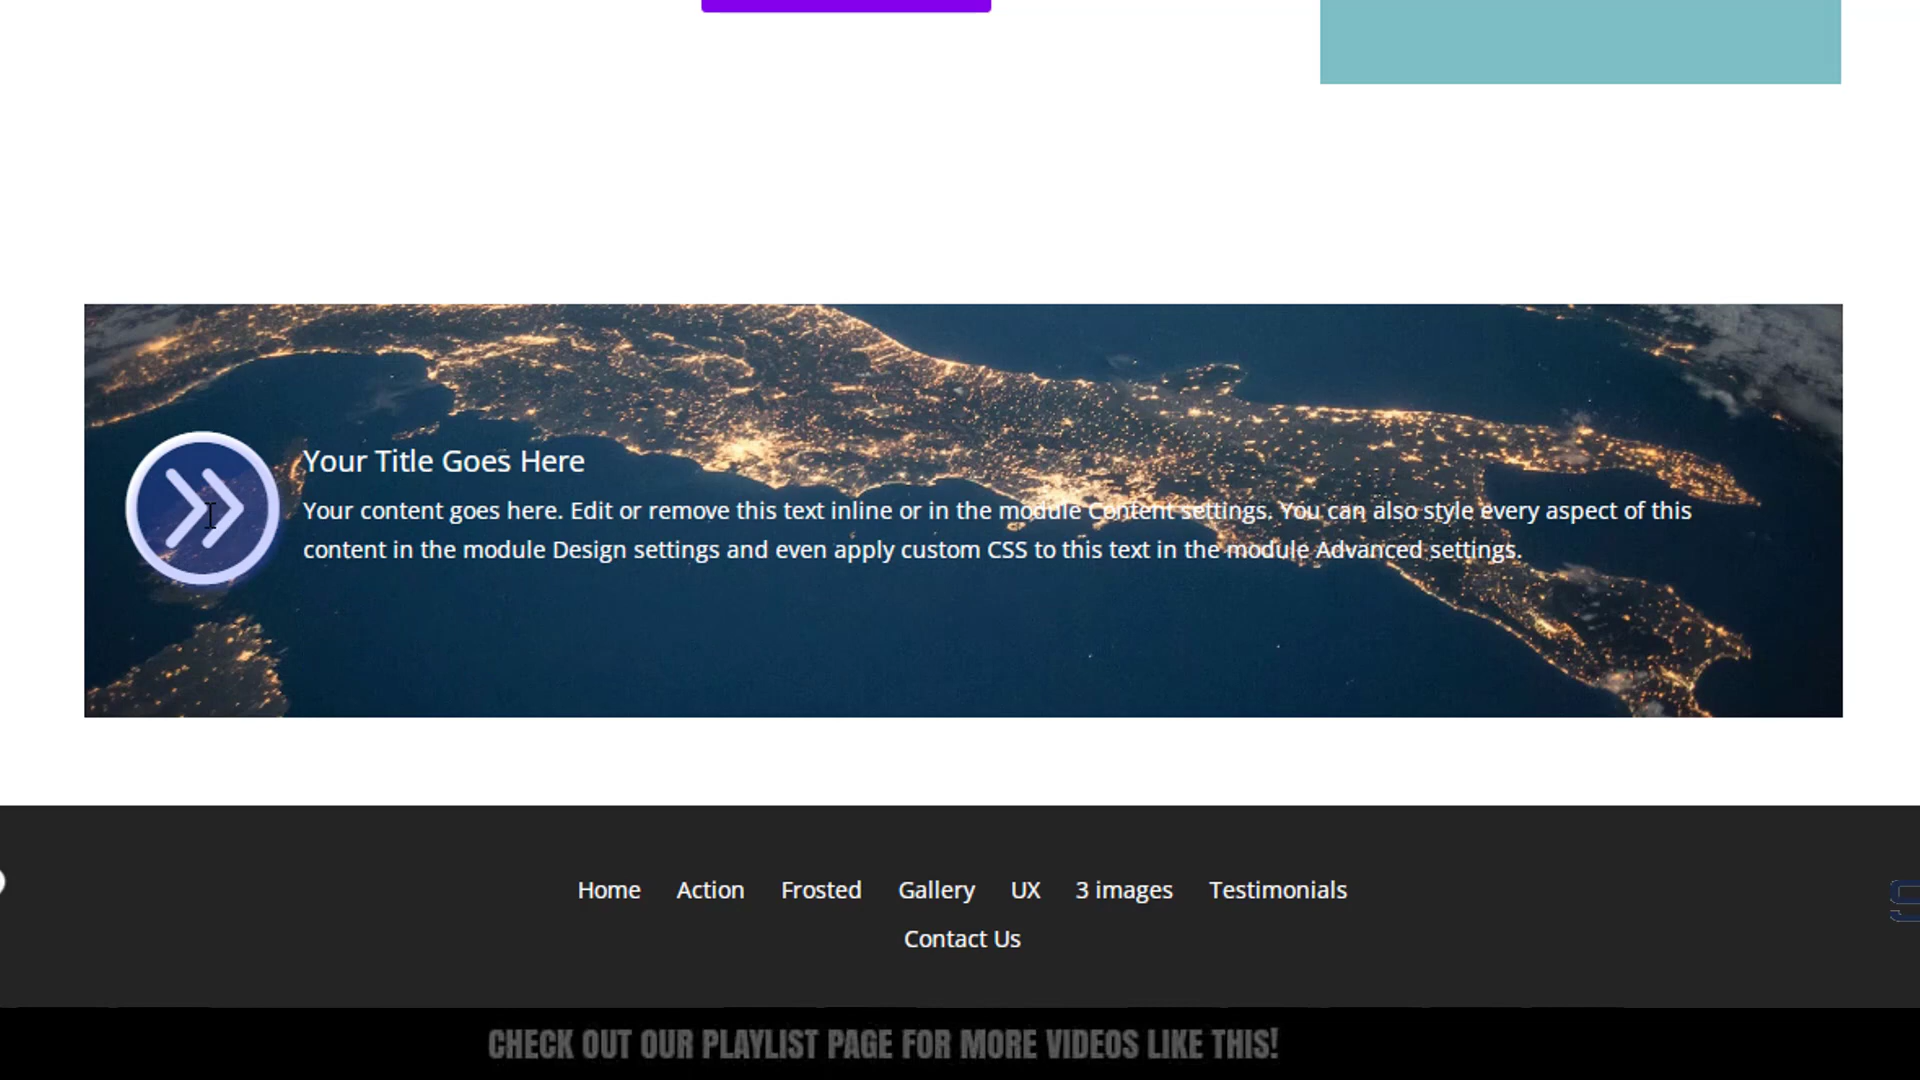 Your Title Goes Here
Your content goes here. Edit or remove this text inline or in the module Content settings. You can also style every aspect of this
content in the module Design settings and even apply custom CSS to this text in the module Advanced settings.
Home Action Frosted Gallery UX 3 images Testimonials
Contact Us
CHECK OUT OUR PLAYLIST PAGE FOR MORE VIDEOS LIKE THIS!